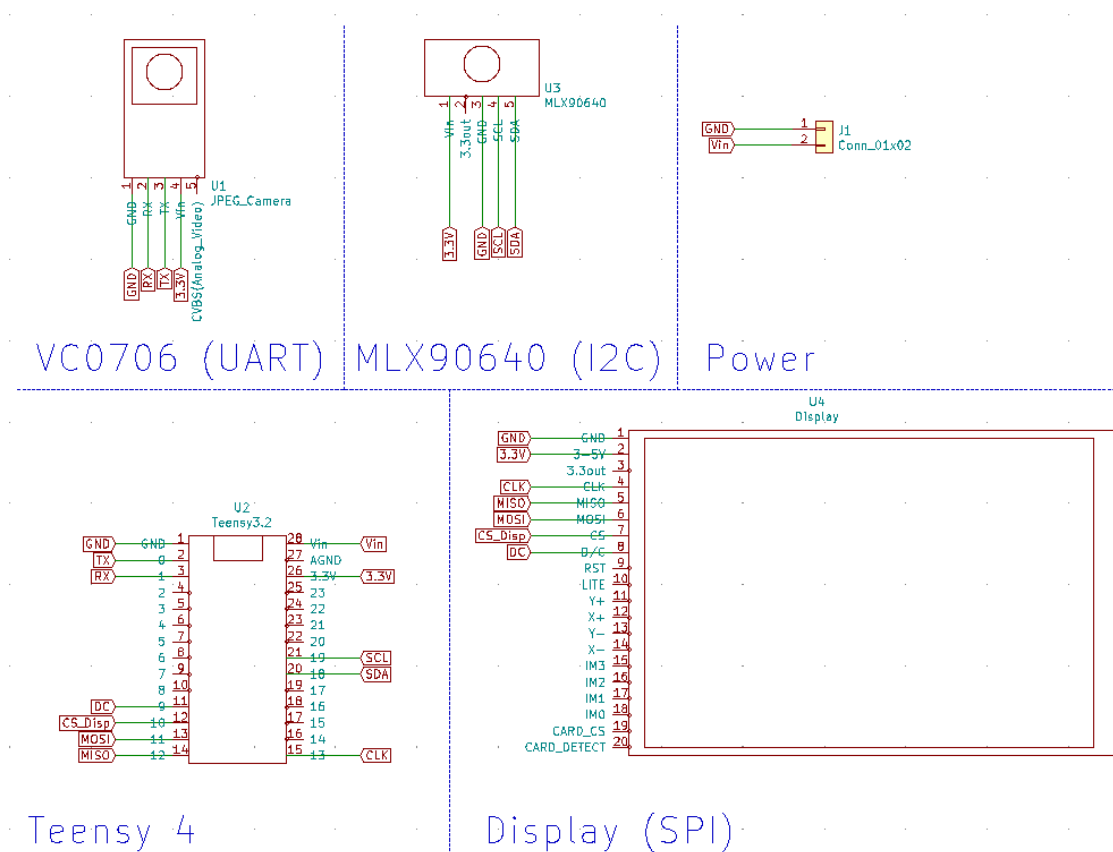 U1
JPEG_Camera
1 2 3 4 5
GND RX TX Vin CVBS(Analog_Video)
GND RX TX 3.3V
VC0706 (UART)
U3
MLX90640
1 2 3 4 5
Vin 3.3out GND SCL SDA
3.3V GND SCL SDA
MLX90640 (I2C)
GND 1 J1
Vin 2 Conn_01x02
Power
U2
Teensy3.2
GND GND 1 28 Vin Vin
TX 0 2 27 AGND
RX 1 3 26 3.3V 3.3V
2 4 25 23
3 5 24 22
4 6 23 21
5 7 22 20
6 8 21 19 SCL
7 9 20 18 SDA
8 10 19 17
DC 9 11 18 16
CS_Disp 10 12 17 15
MOSI 11 13 16 14
MISO 12 14 15 13 CLK
Teensy 4
U4
Display
GND GND 1
3.3V 3-5V 2
3.3out 3
CLK CLK 4
MISO MISO 5
MOSI MOSI 6
CS_Disp CS 7
DC D/C 8
RST 9
LITE 10
Y+ 11
X+ 12
Y- 13
X- 14
IM3 15
IM2 16
IM1 17
IM0 18
CARD_CS 19
CARD_DETECT 20
Display (SPI)